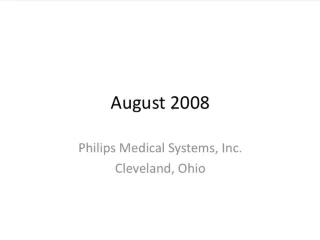 August 2008
Philips Medical Systems, Inc.
Cleveland, Ohio